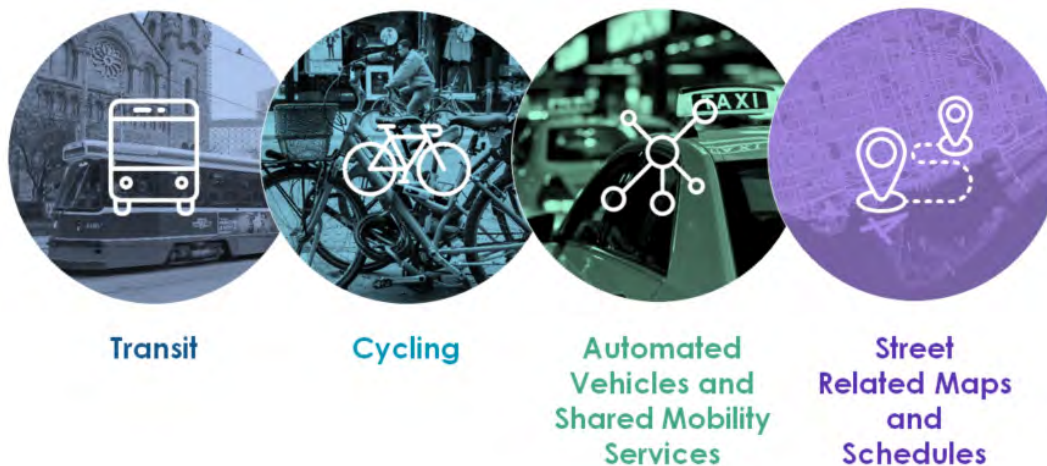 TAXI
Transit
Cycling
Automated
Vehicles and
Shared Mobility
Services
Street
Related Maps
and
Schedules